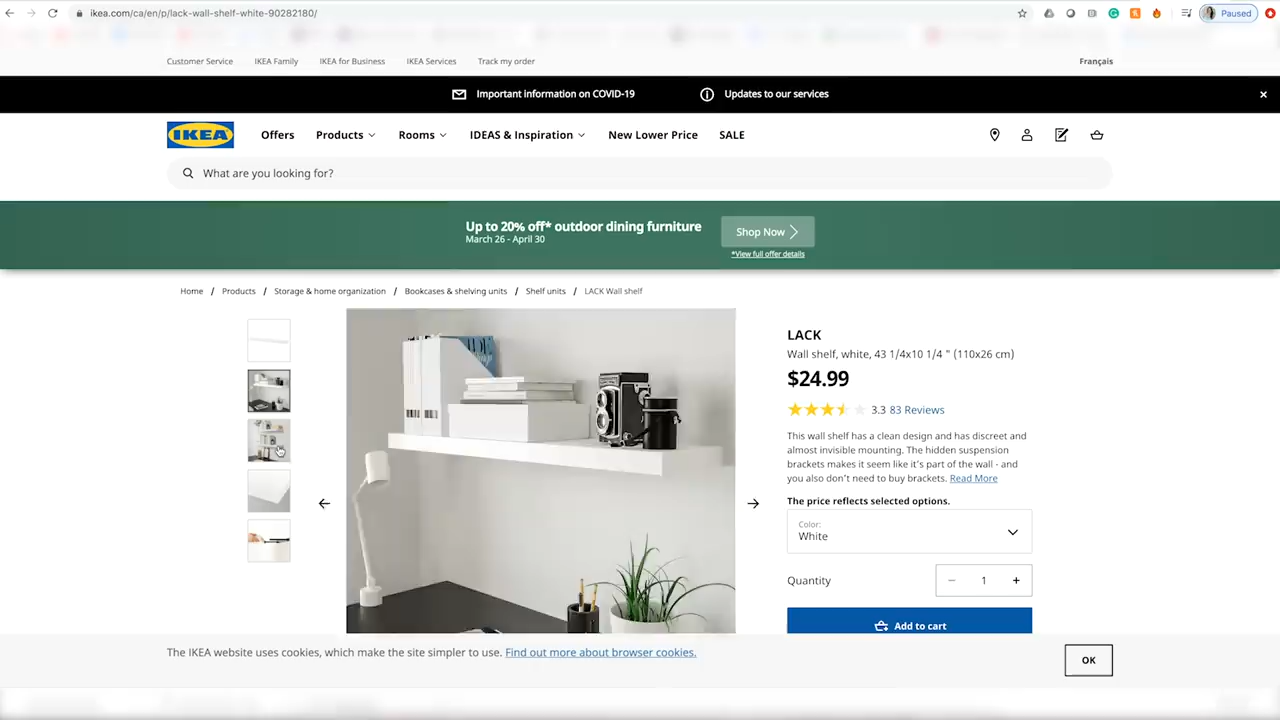 ikea.com/ca/en/p/lack-wall-shelf-white-90282180/
Paused
Customer Service
IKEA Family
IKEA for Business
IKEA Services
Track my order
Français
Important information on COVID-19
Updates to our services
IKEA
Offers
Products
Rooms
IDEAS & Inspiration
New Lower Price
SALE
What are you looking for?
Up to 20% off* outdoor dining furniture
March 26 - April 30
Shop Now
*View full offer details
Home / Products / Storage & home organization / Bookcases & shelving units / Shelf units / LACK Wall shelf
LACK
Wall shelf, white, 43 1/4x10 1/4 " (110x26 cm)
$24.99
3.3 83 Reviews
This wall shelf has a clean design and has discreet and
almost invisible mounting. The hidden suspension
brackets makes it seem like it's part of the wall - and
you also don't need to buy brackets. Read More
The price reflects selected options.
Color:
White
Quantity
1
Add to cart
The IKEA website uses cookies, which make the site simpler to use. Find out more about browser cookies.
OK